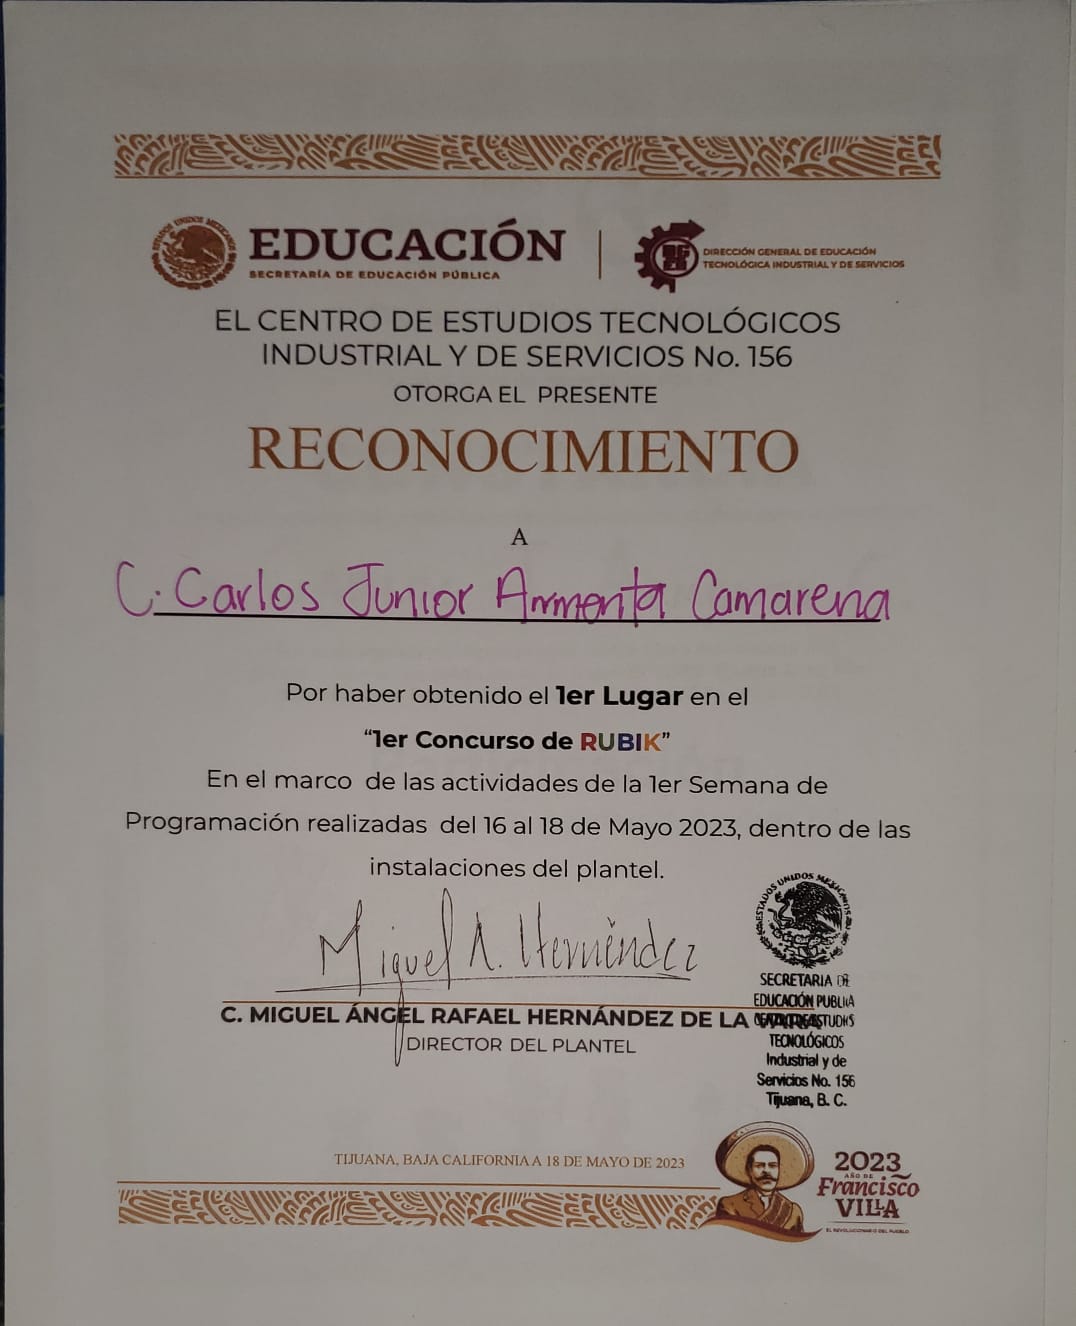 ESTADOS UNIDOS MEXICANOS
EDUCACIÓN
SECRETARÍA DE EDUCACIÓN PÚBLICA
DIRECCIÓN GENERAL DE EDUCACIÓN
TECNOLÓGICA INDUSTRIAL Y DE SERVICIOS
EL CENTRO DE ESTUDIOS TECNOLÓGICOS
INDUSTRIAL Y DE SERVICIOS No. 156
OTORGA EL PRESENTE
RECONOCIMIENTO
A
C. Carlos Junior Armenta Camarena
Por haber obtenido el 1er Lugar en el
“1er Concurso de RUBIK”
En el marco de las actividades de la 1er Semana de
Programación realizadas del 16 al 18 de Mayo 2023, dentro de las
instalaciones del plantel.
Miguel A. Hernández
C. MIGUEL ÁNGEL RAFAEL HERNÁNDEZ DE LA
DIRECTOR DEL PLANTEL
ESTADOS UNIDOS MEXICANOS
SECRETARIA DE
EDUCACIÓN PUBLICA
TECNOLÓGICOS
Industrial y de
Servicios No. 156
Tijuana, B. C.
TIJUANA, BAJA CALIFORNIA A 18 DE MAYO DE 2023
2023
AÑO DE
Francisco
VILLA
EL REVOLUCIONARIO DEL PUEBLO